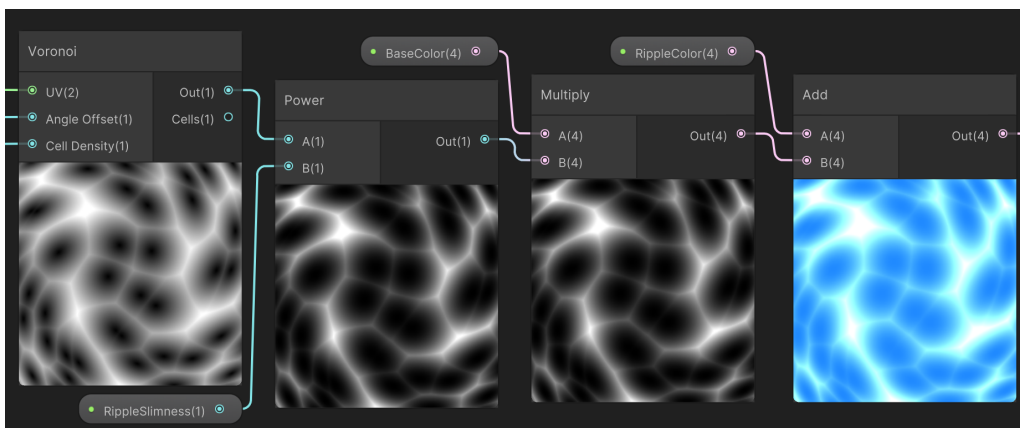 Voronoi
UV(2)
Out(1)
Angle Offset(1)
Cells(1)
Cell Density(1)
RippleSlimness(1)
Power
A(1)
Out(1)
B(1)
BaseColor(4)
Multiply
A(4)
Out(4)
B(4)
RippleColor(4)
Add
A(4)
Out(4)
B(4)